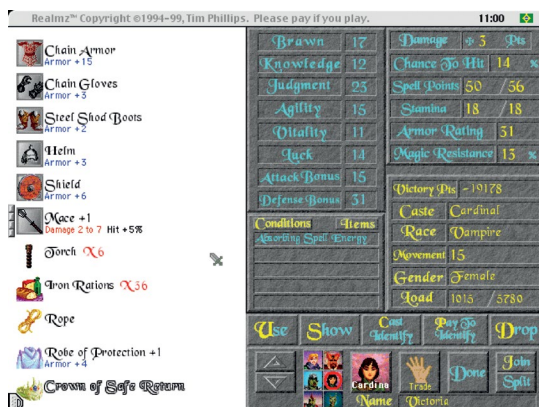 Realmz™ Copyright ©1994-99, Tim Phillips. Please pay if you play. 11:00
Chain Armor
Armor +15
Chain Gloves
Armor +3
Steel Shod Boots
Armor +2
Helm
Armor +3
Shield
Armor +6
Mace +1
Damage 2 to 7 Hit +5%
Torch X6
Iron Rations X36
Rope
Robe of Protection +1
Armor +4
Crown of Safe Return
Brawn 17
Knowledge 12
Judgment 23
Agility 15
Vitality 11
Luck 14
Attack Bonus 15
Defense Bonus 31
Conditions Items
Absorbing Spell Energy
Damage + 3 Pts
Chance To Hit 14 %
Spell Points 50 /56
Stamina 18 /18
Armor Rating 31
Magic Resistance 13 %
Victory Pts -19178
Caste Cardinal
Race Vampire
Movement 15
Gender Female
Load 1015 /5780
Use
Show
Cast Identify
Pay To Identify
Drop
Cardina
Trade
Done
Join
Split
Name Victoria